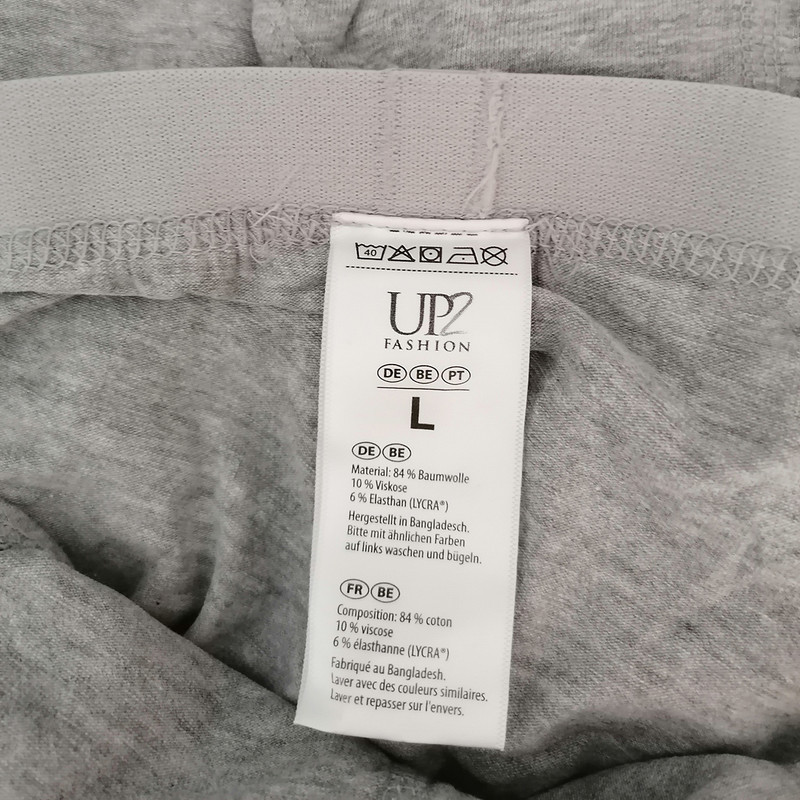 40
UP2
FASHION
DE BE PT
L
DE BE
Material: 84 % Baumwolle
10 % Viskose
6 % Elasthan (LYCRA®)
Hergestellt in Bangladesch.
Bitte mit ähnlichen Farben
auf links waschen und bügeln.
FR BE
Composition: 84 % coton
10 % viscose
6 % élasthanne (LYCRA®)
Fabriqué au Bangladesh.
Laver avec des couleurs similaires.
Laver et repasser sur l'envers.